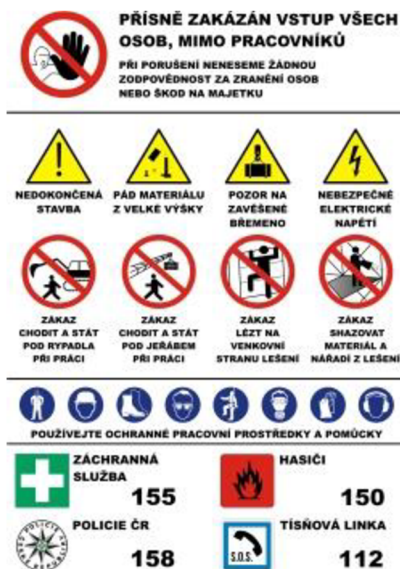 PŘÍSNĚ ZAKÁZÁN VSTUP VŠECH
OSOB, MIMO PRACOVNÍKŮ
PŘI PORUŠENÍ NENESEME ŽÁDNOU
ZODPOVĚDNOST ZA ZRANĚNÍ OSOB
NEBO ŠKOD NA MAJETKU
NEDOKONČENÁ
STAVBA
PÁD MATERIÁLU
Z VELKÉ VÝŠKY
POZOR NA
ZAVĚŠENÉ
BŘEMENO
NEBEZPEČNÉ
ELEKTRICKÉ
NAPĚTÍ
ZÁKAZ
CHODIT A STÁT
POD RYPADLA
PŘI PRÁCI
ZÁKAZ
CHODIT A STÁT
POD JEŘÁBEM
PŘI PRÁCI
ZÁKAZ
LÉZT NA
VENKOVNÍ
STRANU LEŠENÍ
ZÁKAZ
SHAZOVAT
MATERIÁL A
NÁŘADÍ Z LEŠENÍ
POUŽÍVEJTE OCHRANNÉ PRACOVNÍ PROSTŘEDKY A POMŮCKY
ZÁCHRANNÁ
SLUŽBA
155
HASIČI
150
POLICIE ČR
158
TÍSŇOVÁ LINKA
S.O.S.
112